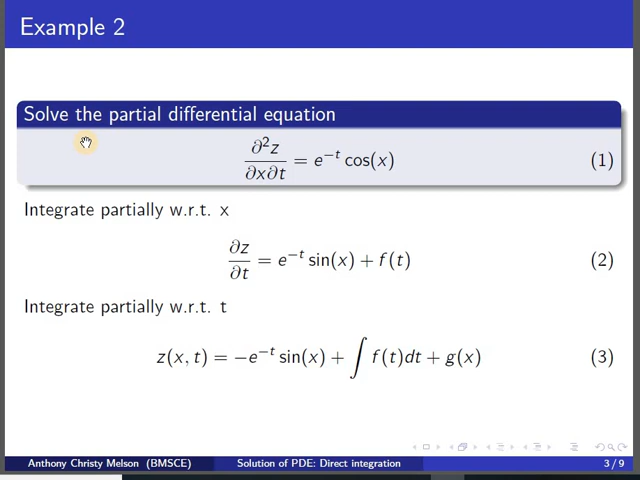 Example 2
Solve the partial differential equation
∂²z/∂x∂t = e⁻ᵗ cos(x) (1)
Integrate partially w.r.t. x
∂z/∂t = e⁻ᵗ sin(x) + f(t) (2)
Integrate partially w.r.t. t
z(x, t) = −e⁻ᵗ sin(x) + ∫ f(t)dt + g(x) (3)
Anthony Christy Melson (BMSCE) Solution of PDE: Direct integration 3 / 9